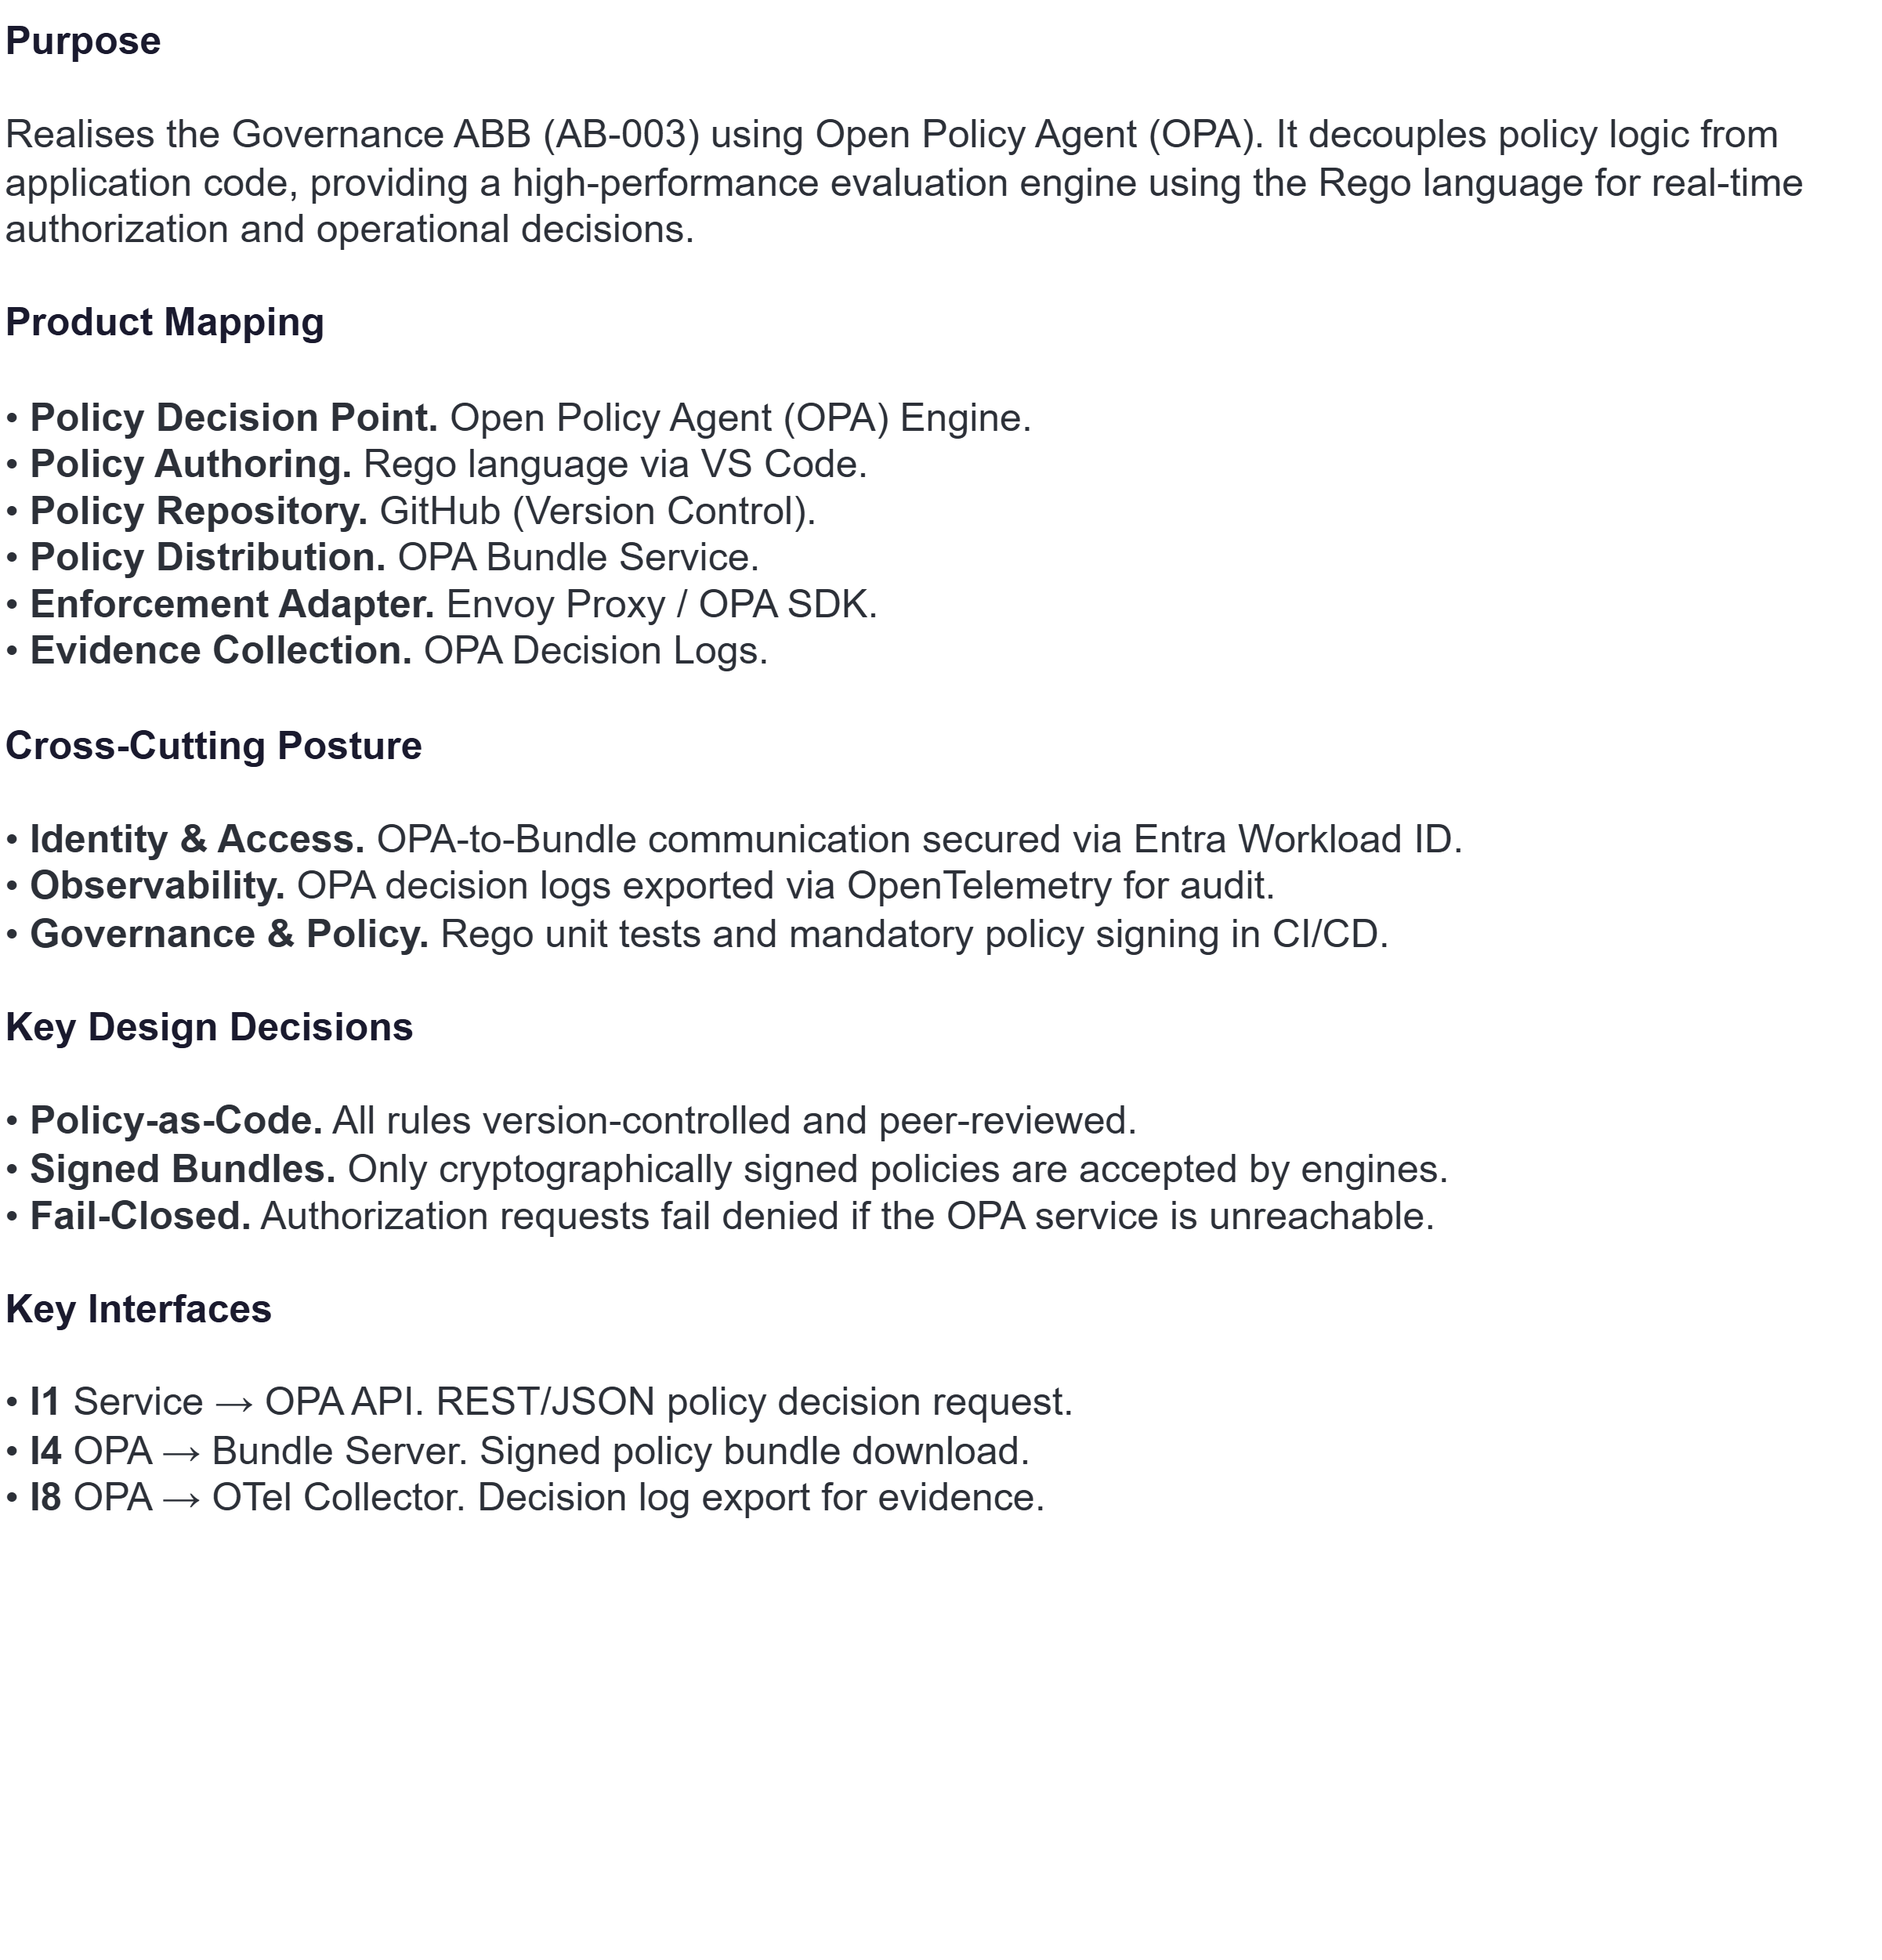 Purpose
Realises the Governance ABB (AB-003) using Open Policy Agent (OPA). It decouples policy logic from
application code, providing a high-performance evaluation engine using the Rego language for real-time
authorization and operational decisions.
Product Mapping
• Policy Decision Point. Open Policy Agent (OPA) Engine.
• Policy Authoring. Rego language via VS Code.
• Policy Repository. GitHub (Version Control).
• Policy Distribution. OPA Bundle Service.
• Enforcement Adapter. Envoy Proxy / OPA SDK.
• Evidence Collection. OPA Decision Logs.
Cross-Cutting Posture
• Identity & Access. OPA-to-Bundle communication secured via Entra Workload ID.
• Observability. OPA decision logs exported via OpenTelemetry for audit.
• Governance & Policy. Rego unit tests and mandatory policy signing in CI/CD.
Key Design Decisions
• Policy-as-Code. All rules version-controlled and peer-reviewed.
• Signed Bundles. Only cryptographically signed policies are accepted by engines.
• Fail-Closed. Authorization requests fail denied if the OPA service is unreachable.
Key Interfaces
• I1 Service → OPA API. REST/JSON policy decision request.
• I4 OPA → Bundle Server. Signed policy bundle download.
• I8 OPA → OTel Collector. Decision log export for evidence.